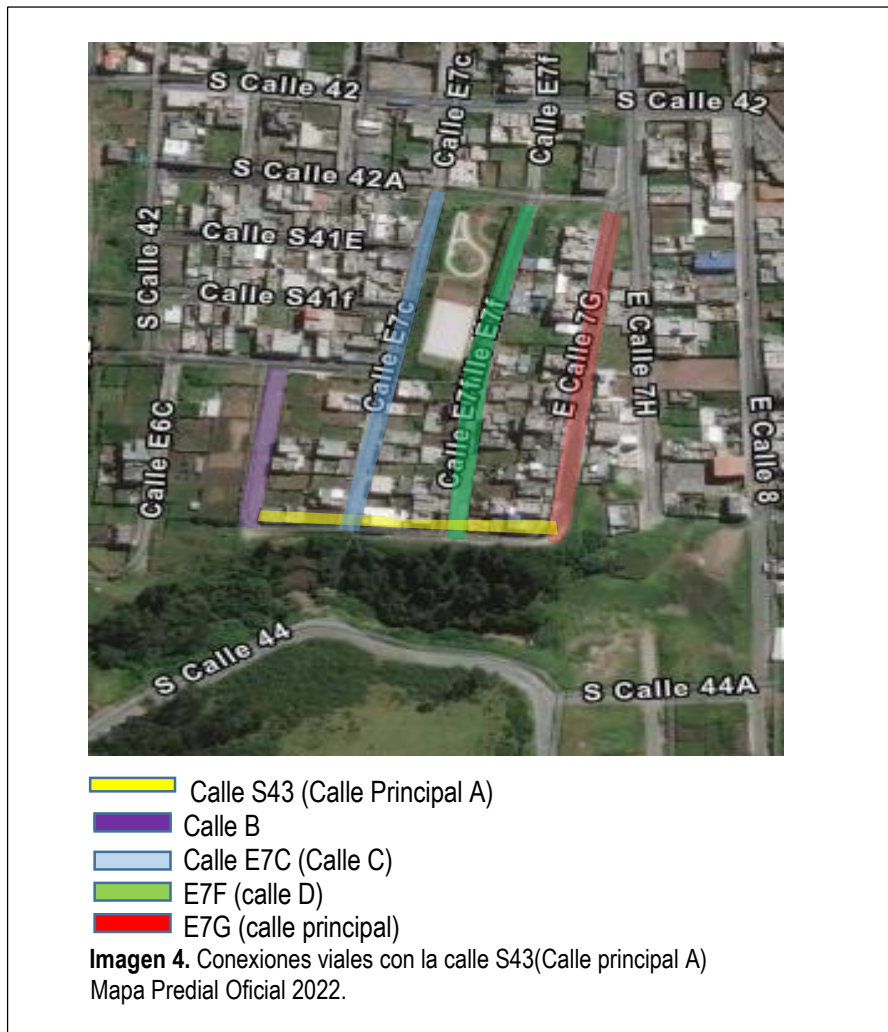 S Calle 42
Calle E7c
Calle E7f
S Calle 42
S Calle 42A
Calle S41E
S Calle 42
Calle S41f
Calle E7c
Calle E7f
alle E7f
E Calle 7G
E Calle 7H
E Calle 8
Calle E6C
S Calle 44
S Calle 44A
Calle S43 (Calle Principal A)
Calle B
Calle E7C (Calle C)
E7F (calle D)
E7G (calle principal)
Imagen 4. Conexiones viales con la calle S43(Calle principal A)
Mapa Predial Oficial 2022.